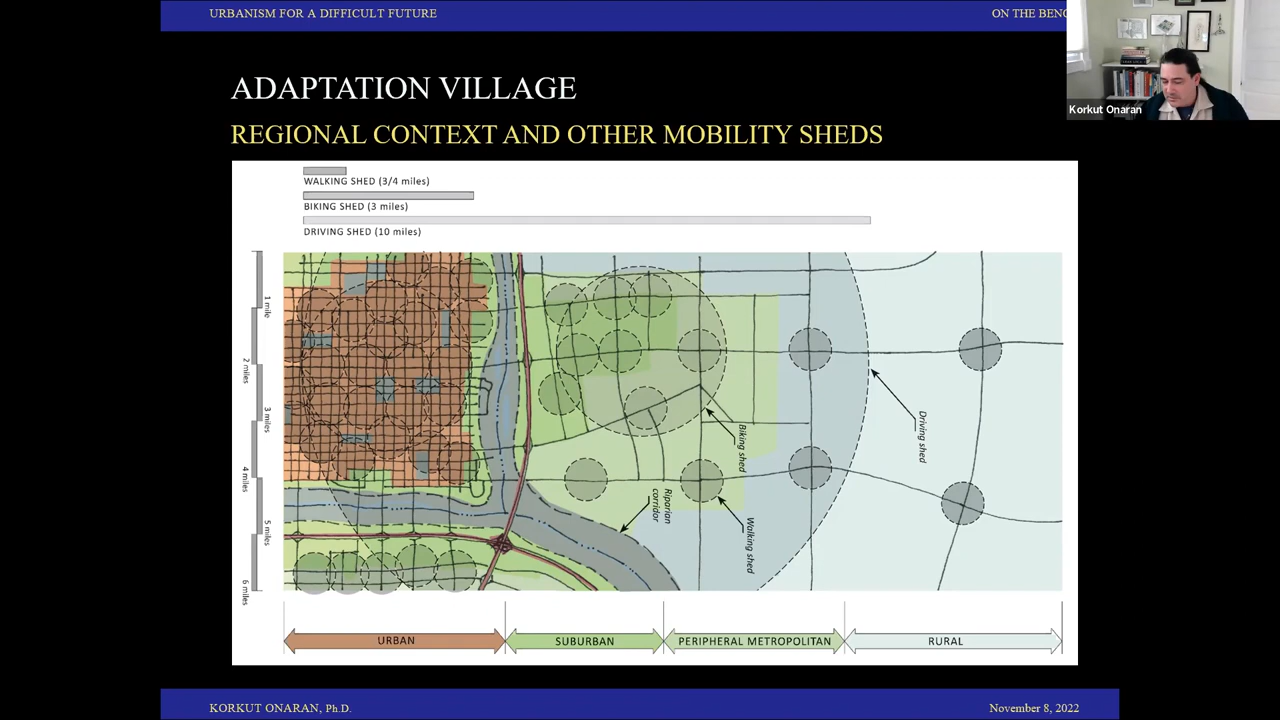 URBANISM FOR A DIFFICULT FUTURE
ON THE
Korkut Onaran
ADAPTATION VILLAGE
REGIONAL CONTEXT AND OTHER MOBILITY SHEDS
WALKING SHED (3/4 miles)
BIKING SHED (3 miles)
DRIVING SHED (10 miles)
1 mile
2 miles
3 miles
4 miles
5 miles
6 miles
Driving shed
Biking shed
Riparian
corridor
Walking shed
URBAN
SUBURBAN
PERIPHERAL METROPOLITAN
RURAL
KORKUT ONARAN, Ph.D.
November 8, 2022